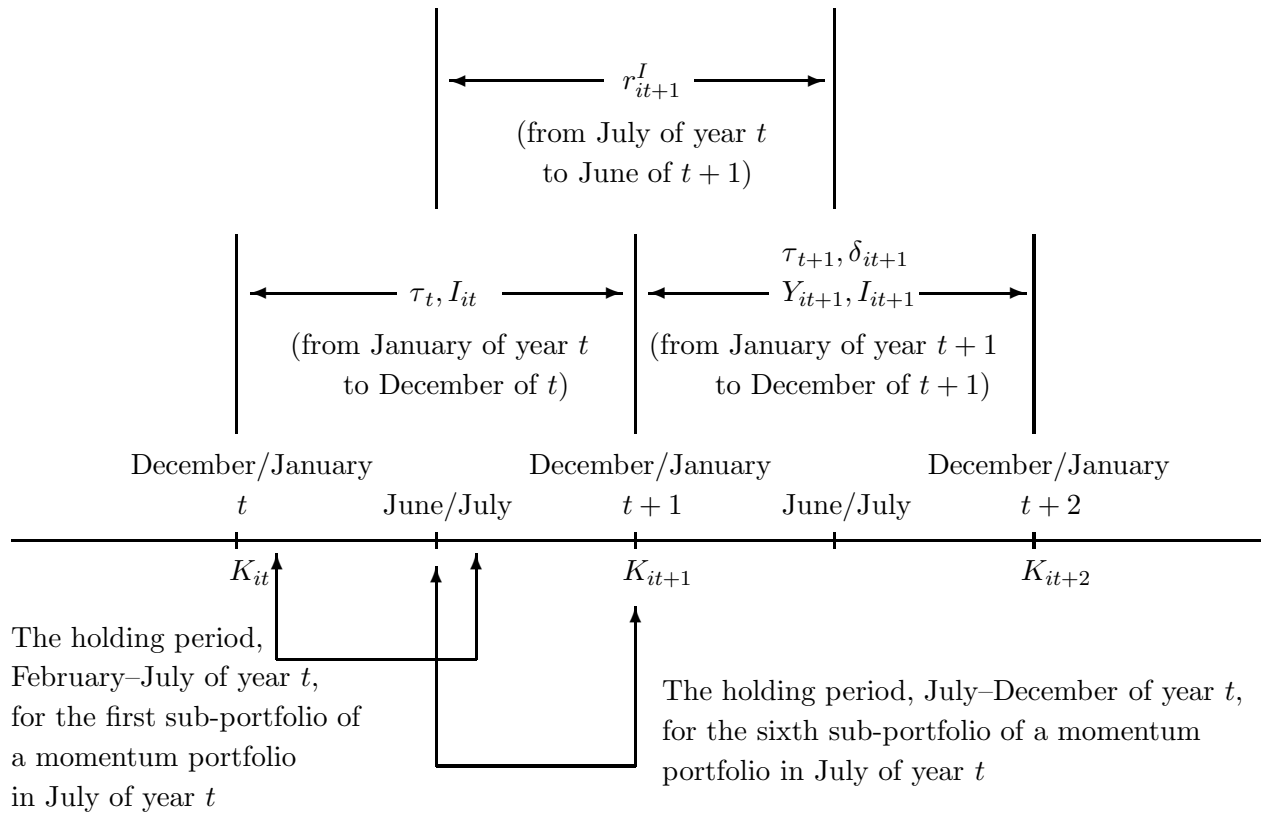 r^I_{it+1}
(from July of year t
to June of t + 1)
τ_{t+1}, δ_{it+1}
τ_t, I_{it}
Y_{it+1}, I_{it+1}
(from January of year t
to December of t)
(from January of year t + 1
to December of t + 1)
December/January
t
June/July
December/January
t + 1
June/July
December/January
t + 2
K_{it}
K_{it+1}
K_{it+2}
The holding period,
February–July of year t,
for the first sub-portfolio of
a momentum portfolio
in July of year t
The holding period, July–December of year t,
for the sixth sub-portfolio of a momentum
portfolio in July of year t